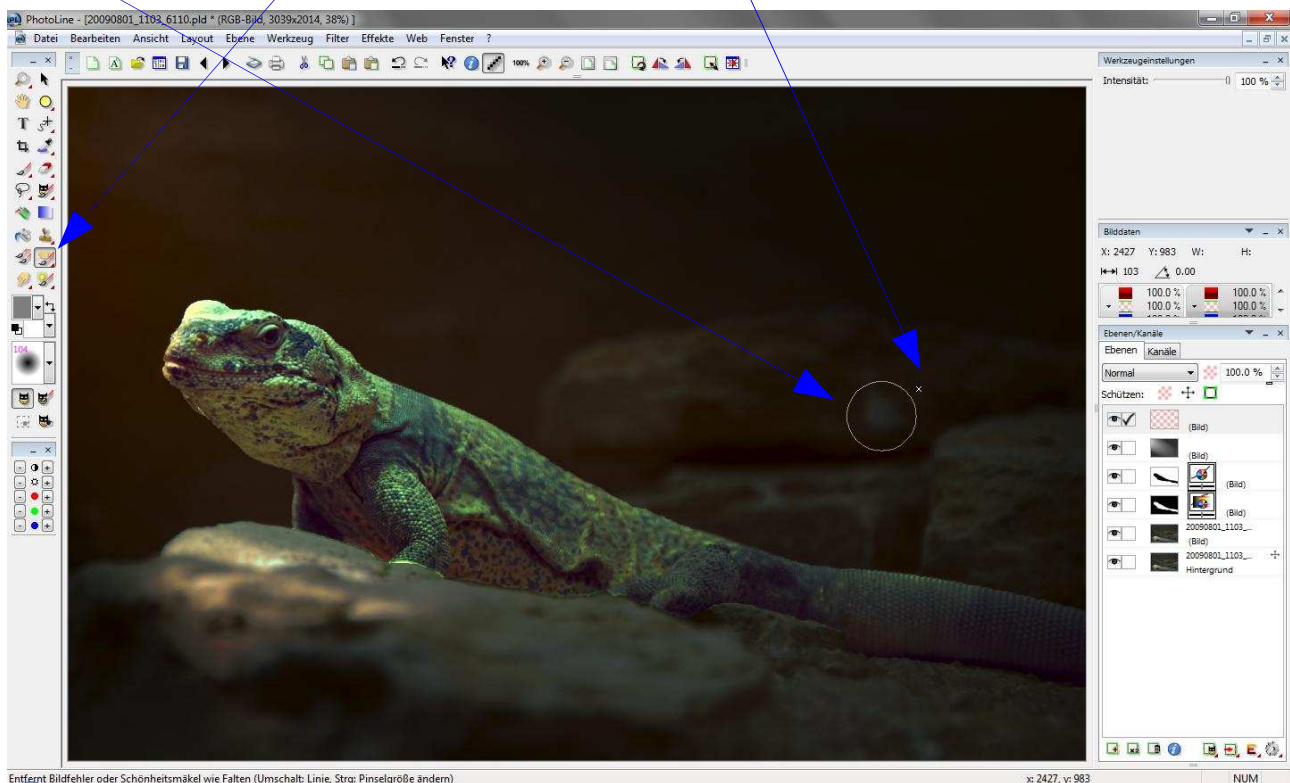 PhotoLine - [20090801_1103_6110.pld * (RGB-Bild, 3039x2014, 38%) ]
Datei Bearbeiten Ansicht Layout Ebene Werkzeug Filter Effekte Web Fenster ?
100%
Werkzeugeinstellungen
Intensität: 100 %
T
104
Bilddaten
X: 2427 Y: 983 W: H:
103 0.00
100.0 % 100.0 %
100.0 % 100.0 %
Ebenen/Kanäle
Ebenen Kanäle
Normal 100.0 %
Schützen:
(Bild)
(Bild)
(Bild)
(Bild)
20090801_1103_...
(Bild)
20090801_1103_...
Hintergrund
Entfernt Bildfehler oder Schönheitsmäkel wie Falten (Umschalt: Linie, Strg: Pinselgröße ändern) x: 2427, y: 983 NUM